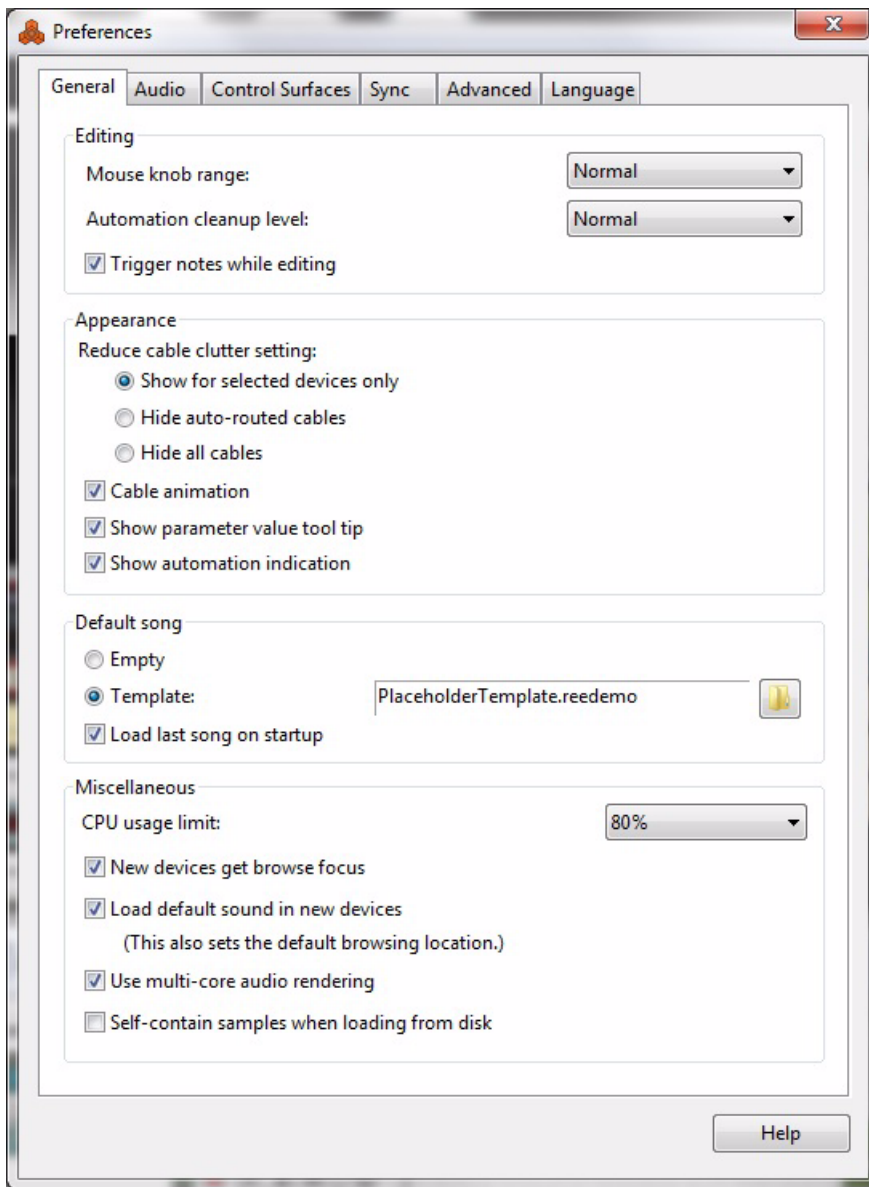 Preferences
General Audio Control Surfaces Sync Advanced Language
Editing
Mouse knob range: Normal
Automation cleanup level: Normal
Trigger notes while editing
Appearance
Reduce cable clutter setting:
Show for selected devices only
Hide auto-routed cables
Hide all cables
Cable animation
Show parameter value tool tip
Show automation indication
Default song
Empty
Template: PlaceholderTemplate.reedemo
Load last song on startup
Miscellaneous
CPU usage limit: 80%
New devices get browse focus
Load default sound in new devices
(This also sets the default browsing location.)
Use multi-core audio rendering
Self-contain samples when loading from disk
Help